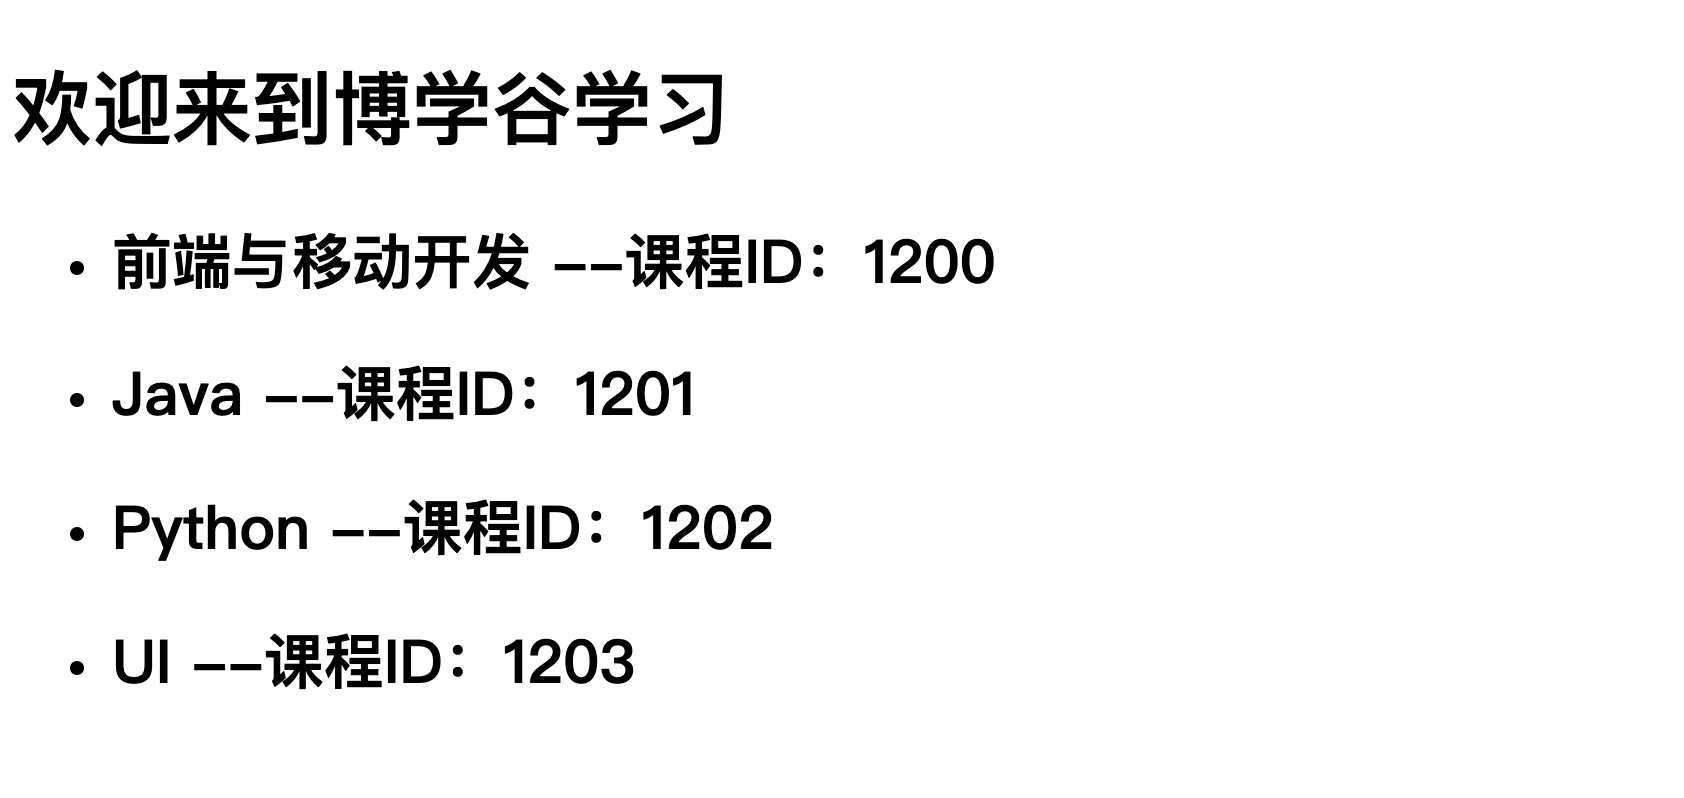 欢迎来到博学谷学习
• 前端与移动开发 --课程ID：1200
• Java --课程ID：1201
• Python --课程ID：1202
• UI --课程ID：1203